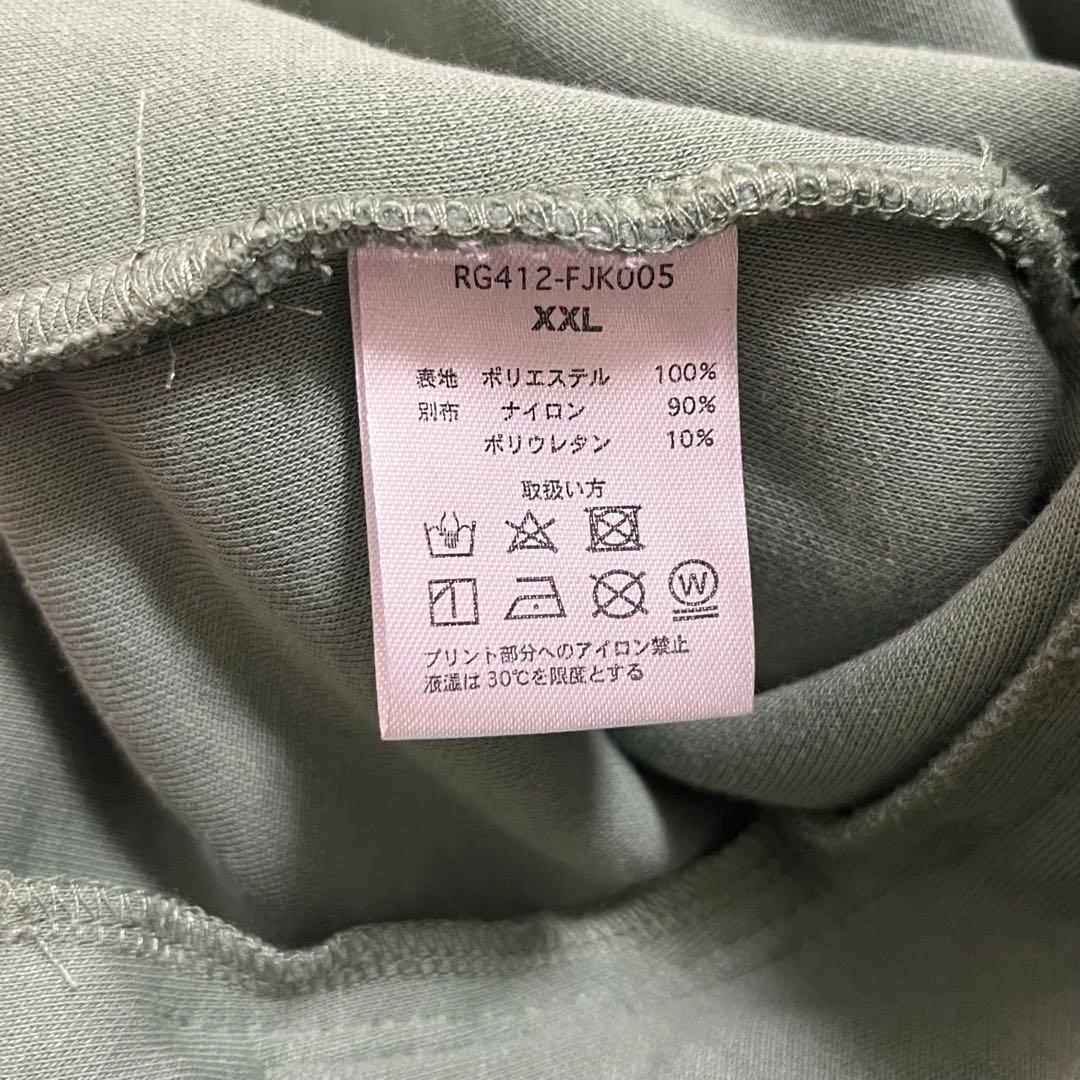 RG412-FJK005
XXL
表地 ポリエステル 100%
別布 ナイロン 90%
ポリウレタン 10%
取扱い方
W
プリント部分へのアイロン禁止
液温は30℃を限度とする